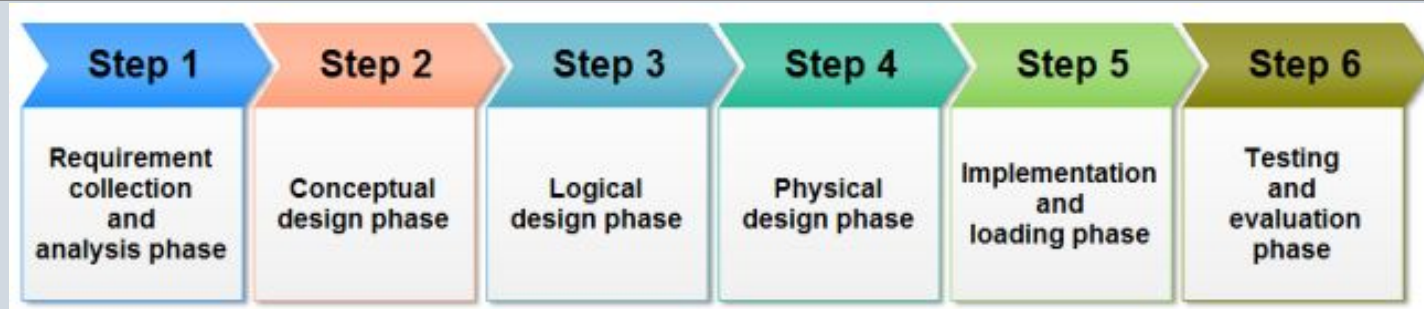 Step 1
Step 2
Step 3
Step 4
Step 5
Step 6
Requirement
collection
and
analysis phase
Conceptual
design phase
Logical
design phase
Physical
design phase
Implementation
and
loading phase
Testing
and
evaluation
phase